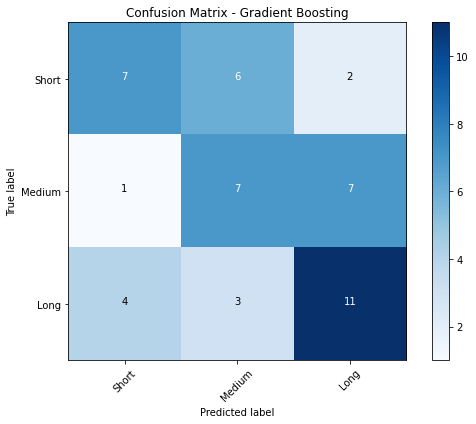 Confusion Matrix - Gradient Boosting
True label
Short
7 6 2
Medium
1 7 7
Long
4 3 11
Short Medium Long
Predicted label
10
8
6
4
2